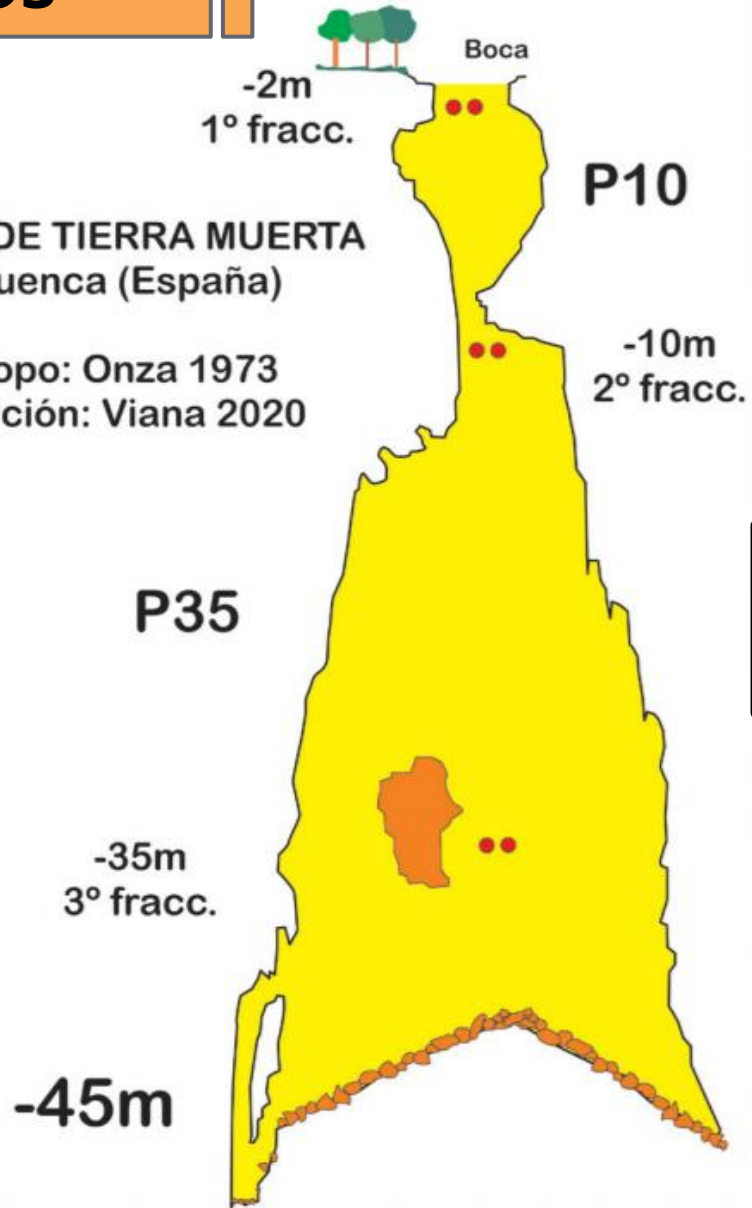 Boca
-2m
1º fracc.
P10
DE TIERRA MUERTA
uenca (España)
opo: Onza 1973
ción: Viana 2020
-10m
2º fracc.
P35
-35m
3º fracc.
-45m